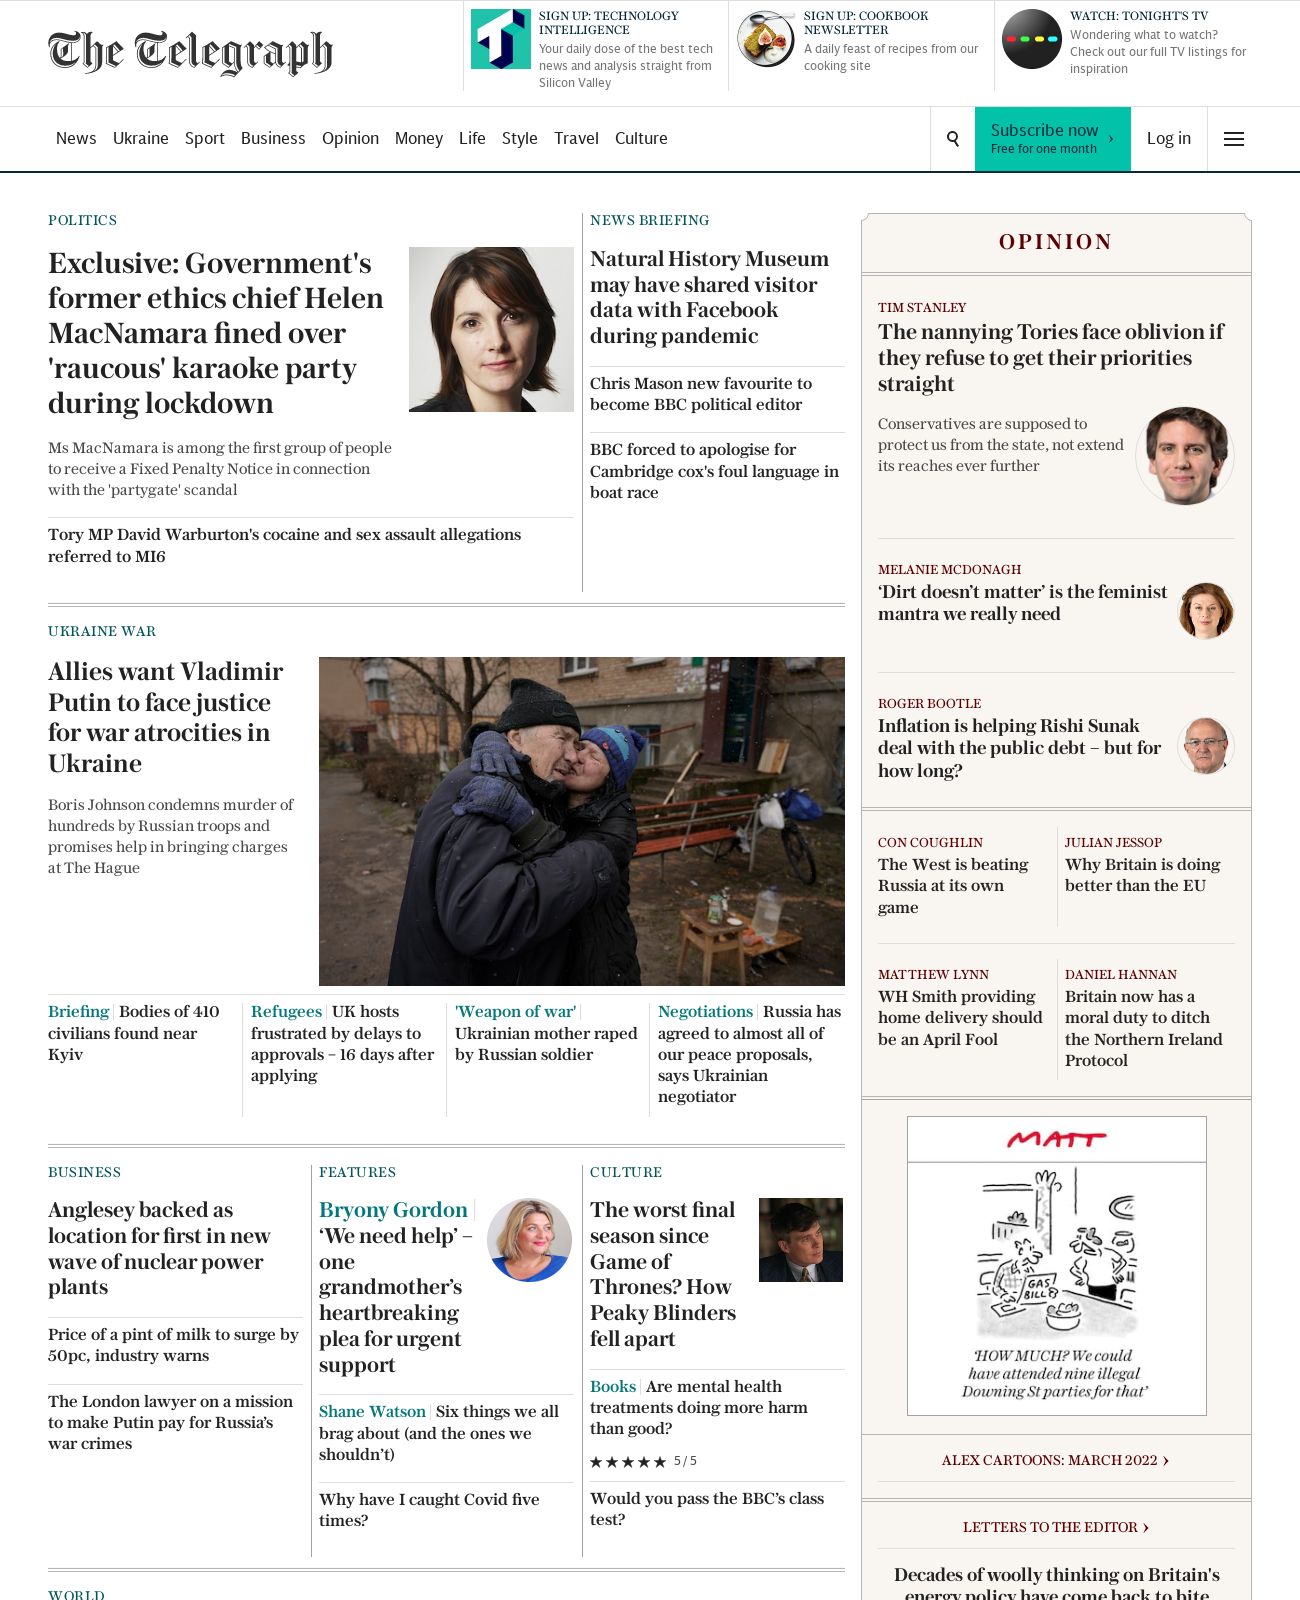 The Telegraph
SIGN UP: TECHNOLOGY
INTELLIGENCE
Your daily dose of the best tech
news and analysis straight from
Silicon Valley
SIGN UP: COOKBOOK
NEWSLETTER
A daily feast of recipes from our
cooking site
WATCH: TONIGHT'S TV
Wondering what to watch?
Check out our full TV listings for
inspiration
News Ukraine Sport Business Opinion Money Life Style Travel Culture
Subscribe now ›
Free for one month
Log in
POLITICS
Exclusive: Government's
former ethics chief Helen
MacNamara fined over
'raucous' karaoke party
during lockdown
Ms MacNamara is among the first group of people
to receive a Fixed Penalty Notice in connection
with the 'partygate' scandal
Tory MP David Warburton's cocaine and sex assault allegations
referred to MI6
NEWS BRIEFING
Natural History Museum
may have shared visitor
data with Facebook
during pandemic
Chris Mason new favourite to
become BBC political editor
BBC forced to apologise for
Cambridge cox's foul language in
boat race
UKRAINE WAR
Allies want Vladimir
Putin to face justice
for war atrocities in
Ukraine
Boris Johnson condemns murder of
hundreds by Russian troops and
promises help in bringing charges
at The Hague
Briefing Bodies of 410
civilians found near
Kyiv
Refugees UK hosts
frustrated by delays to
approvals – 16 days after
applying
'Weapon of war'
Ukrainian mother raped
by Russian soldier
Negotiations Russia has
agreed to almost all of
our peace proposals,
says Ukrainian
negotiator
BUSINESS
Anglesey backed as
location for first in new
wave of nuclear power
plants
Price of a pint of milk to surge by
50pc, industry warns
The London lawyer on a mission
to make Putin pay for Russia’s
war crimes
FEATURES
Bryony Gordon
‘We need help’ –
one
grandmother’s
heartbreaking
plea for urgent
support
Shane Watson Six things we all
brag about (and the ones we
shouldn’t)
Why have I caught Covid five
times?
CULTURE
The worst final
season since
Game of
Thrones? How
Peaky Blinders
fell apart
Books Are mental health
treatments doing more harm
than good?
★★★★★ 5/5
Would you pass the BBC’s class
test?
WORLD
OPINION
TIM STANLEY
The nannying Tories face oblivion if
they refuse to get their priorities
straight
Conservatives are supposed to
protect us from the state, not extend
its reaches ever further
MELANIE MCDONAGH
‘Dirt doesn’t matter’ is the feminist
mantra we really need
ROGER BOOTLE
Inflation is helping Rishi Sunak
deal with the public debt – but for
how long?
CON COUGHLIN
The West is beating
Russia at its own
game
JULIAN JESSOP
Why Britain is doing
better than the EU
MATTHEW LYNN
WH Smith providing
home delivery should
be an April Fool
DANIEL HANNAN
Britain now has a
moral duty to ditch
the Northern Ireland
Protocol
MATT
GAS
BILLS
‘HOW MUCH? We could
have attended nine illegal
Downing St parties for that’
ALEX CARTOONS: MARCH 2022 ›
LETTERS TO THE EDITOR ›
Decades of woolly thinking on Britain's
energy policy have come back to bite